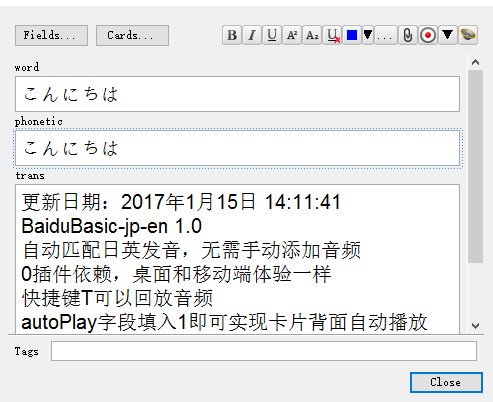 Fields... Cards... B I U A² A₂ U ...
word
こんにちは
phonetic
こんにちは
trans
更新日期：2017年1月15日 14:11:41
BaiduBasic-jp-en 1.0
自动匹配日英发音，无需手动添加音频
0插件依赖，桌面和移动端体验一样
快捷键T可以回放音频
autoPlay字段填入1即可实现卡片背面自动播放
Tags
Close